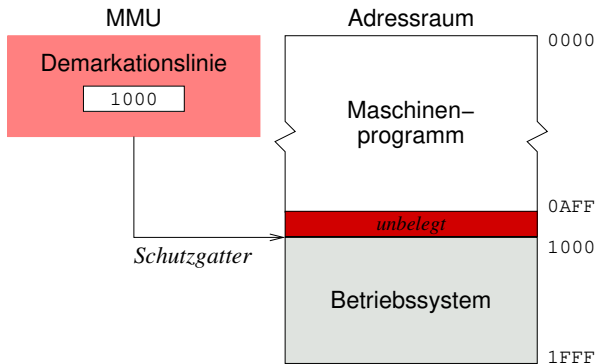 MMU
Demarkationslinie
1000
Schutzgatter
Adressraum
0000
Maschinen–
programm
0AFF
unbelegt
1000
Betriebssystem
1FFF